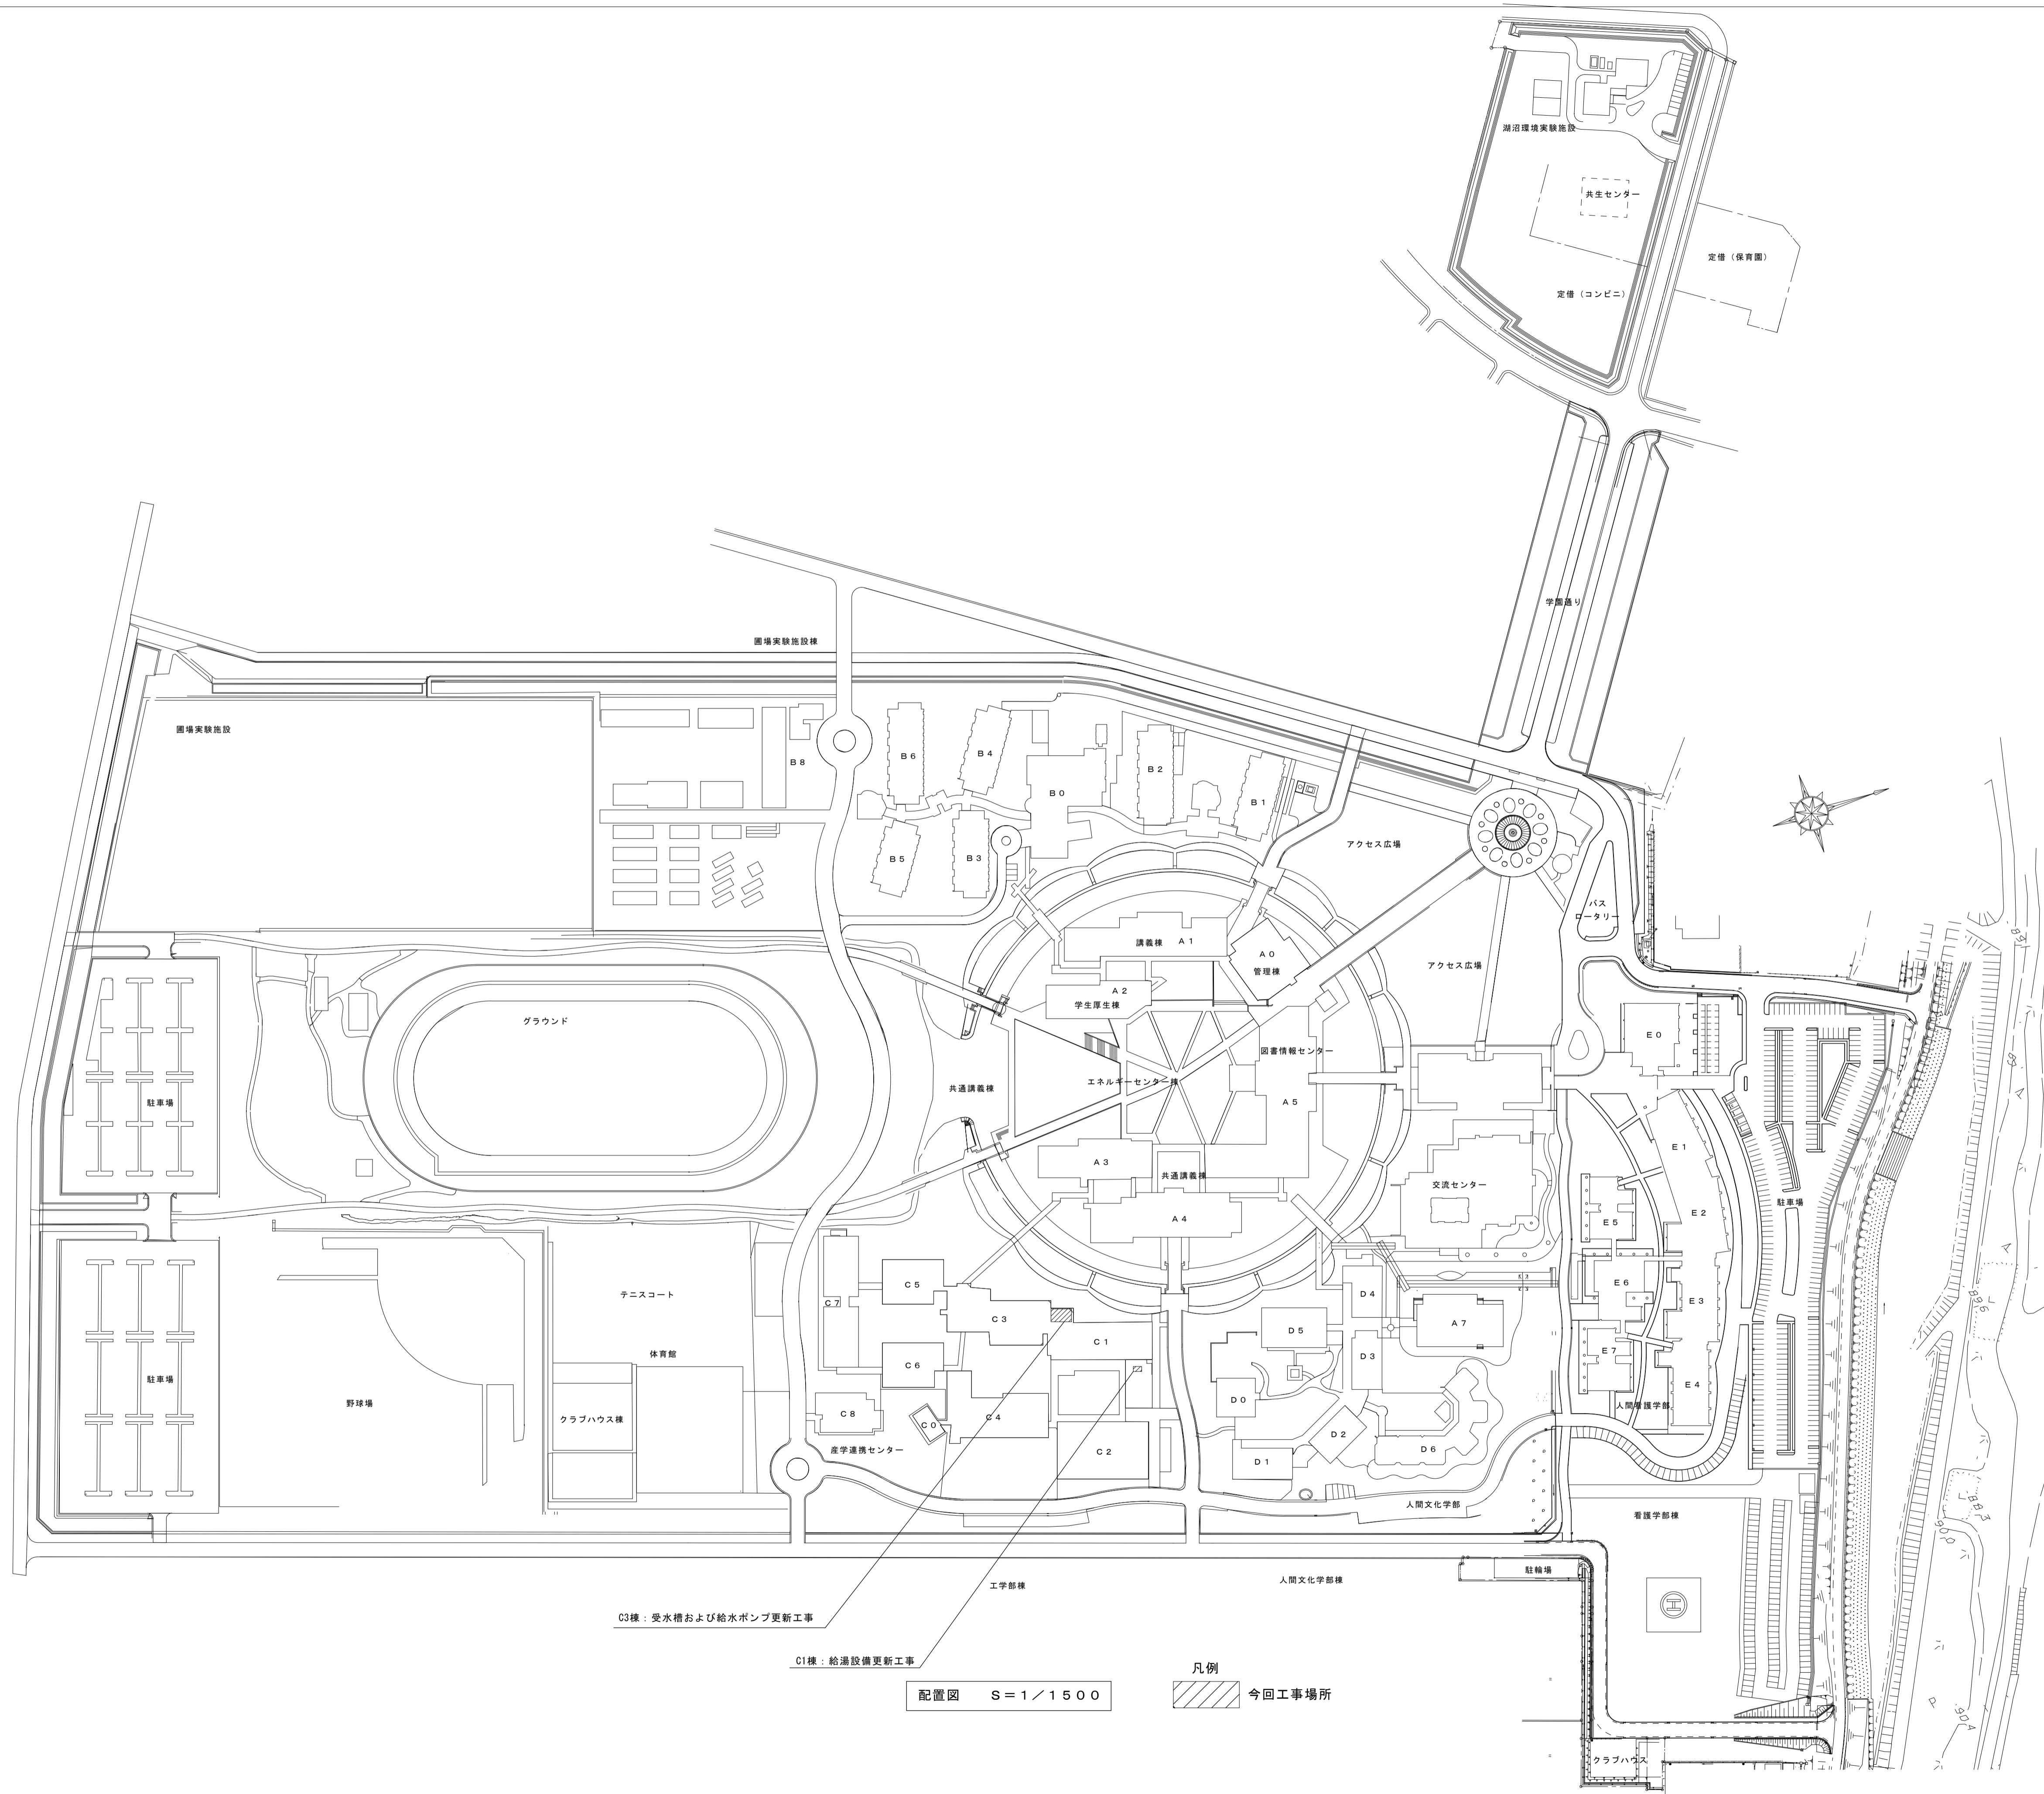 湖沼環境実験施設
共生センター
定借（保育園）
定借（コンビニ）
学園通り
圃場実験施設棟
圃場実験施設
B6
B4
B8
B0
B2
B1
B5
B3
アクセス広場
バス
ロータリー
講義棟 A1
A0
管理棟
アクセス広場
A2
学生厚生棟
グラウンド
E0
図書情報センター
エネルギーセンター棟
共通講義棟
駐車場
A5
E1
A3
共通講義棟
交流センター
駐車場
E2
A4
E5
C5
E6
テニスコート
C7
D4
E3
C3
A7
D5
C1
体育館
D3
E7
C6
駐車場
E4
野球場
D0
人間看護学部
クラブハウス棟
C8
C0
C4
D2
産学連携センター
C2
D6
D1
人間文化学部
看護学部棟
駐輪場
工学部棟
人間文化学部棟
C3棟：受水槽および給水ポンプ更新工事
C1棟：給湯設備更新工事
凡例
配置図 S＝1／1500
今回工事場所
クラブハウス